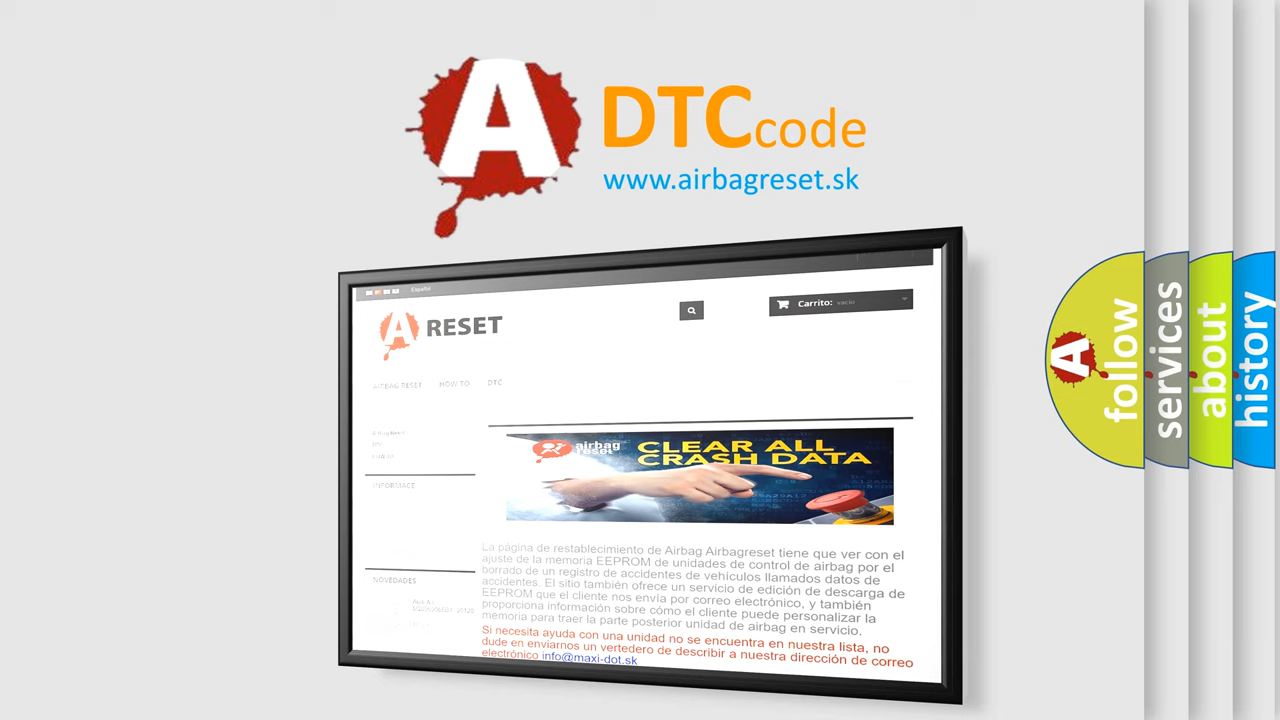 A
DTCcode
www.airbagreset.sk
Español
A RESET
Carrito: vacío
AIRBAG RESET HOW TO DTC
INFORMACE
airbag
reset
CLEAR ALL
CRASH DATA
La página de restablecimiento de Airbag Airbagreset tiene que ver con el
ajuste de la memoria EEPROM de unidades de control de airbag por el
borrado de un registro de accidentes de vehículos llamados datos de
accidentes. El sitio también ofrece un servicio de edición de descarga de
EEPROM que el cliente nos envía por correo electrónico, y también
proporciona información sobre cómo el cliente puede personalizar la
memoria para traer la parte posterior unidad de airbag en servicio.
Si necesita ayuda con una unidad no se encuentra en nuestra lista, no
dude en enviarnos un vertedero de describir a nuestra dirección de correo
electrónico info@maxi-dot.sk
NOVEDADES
A
follow
services
about
history